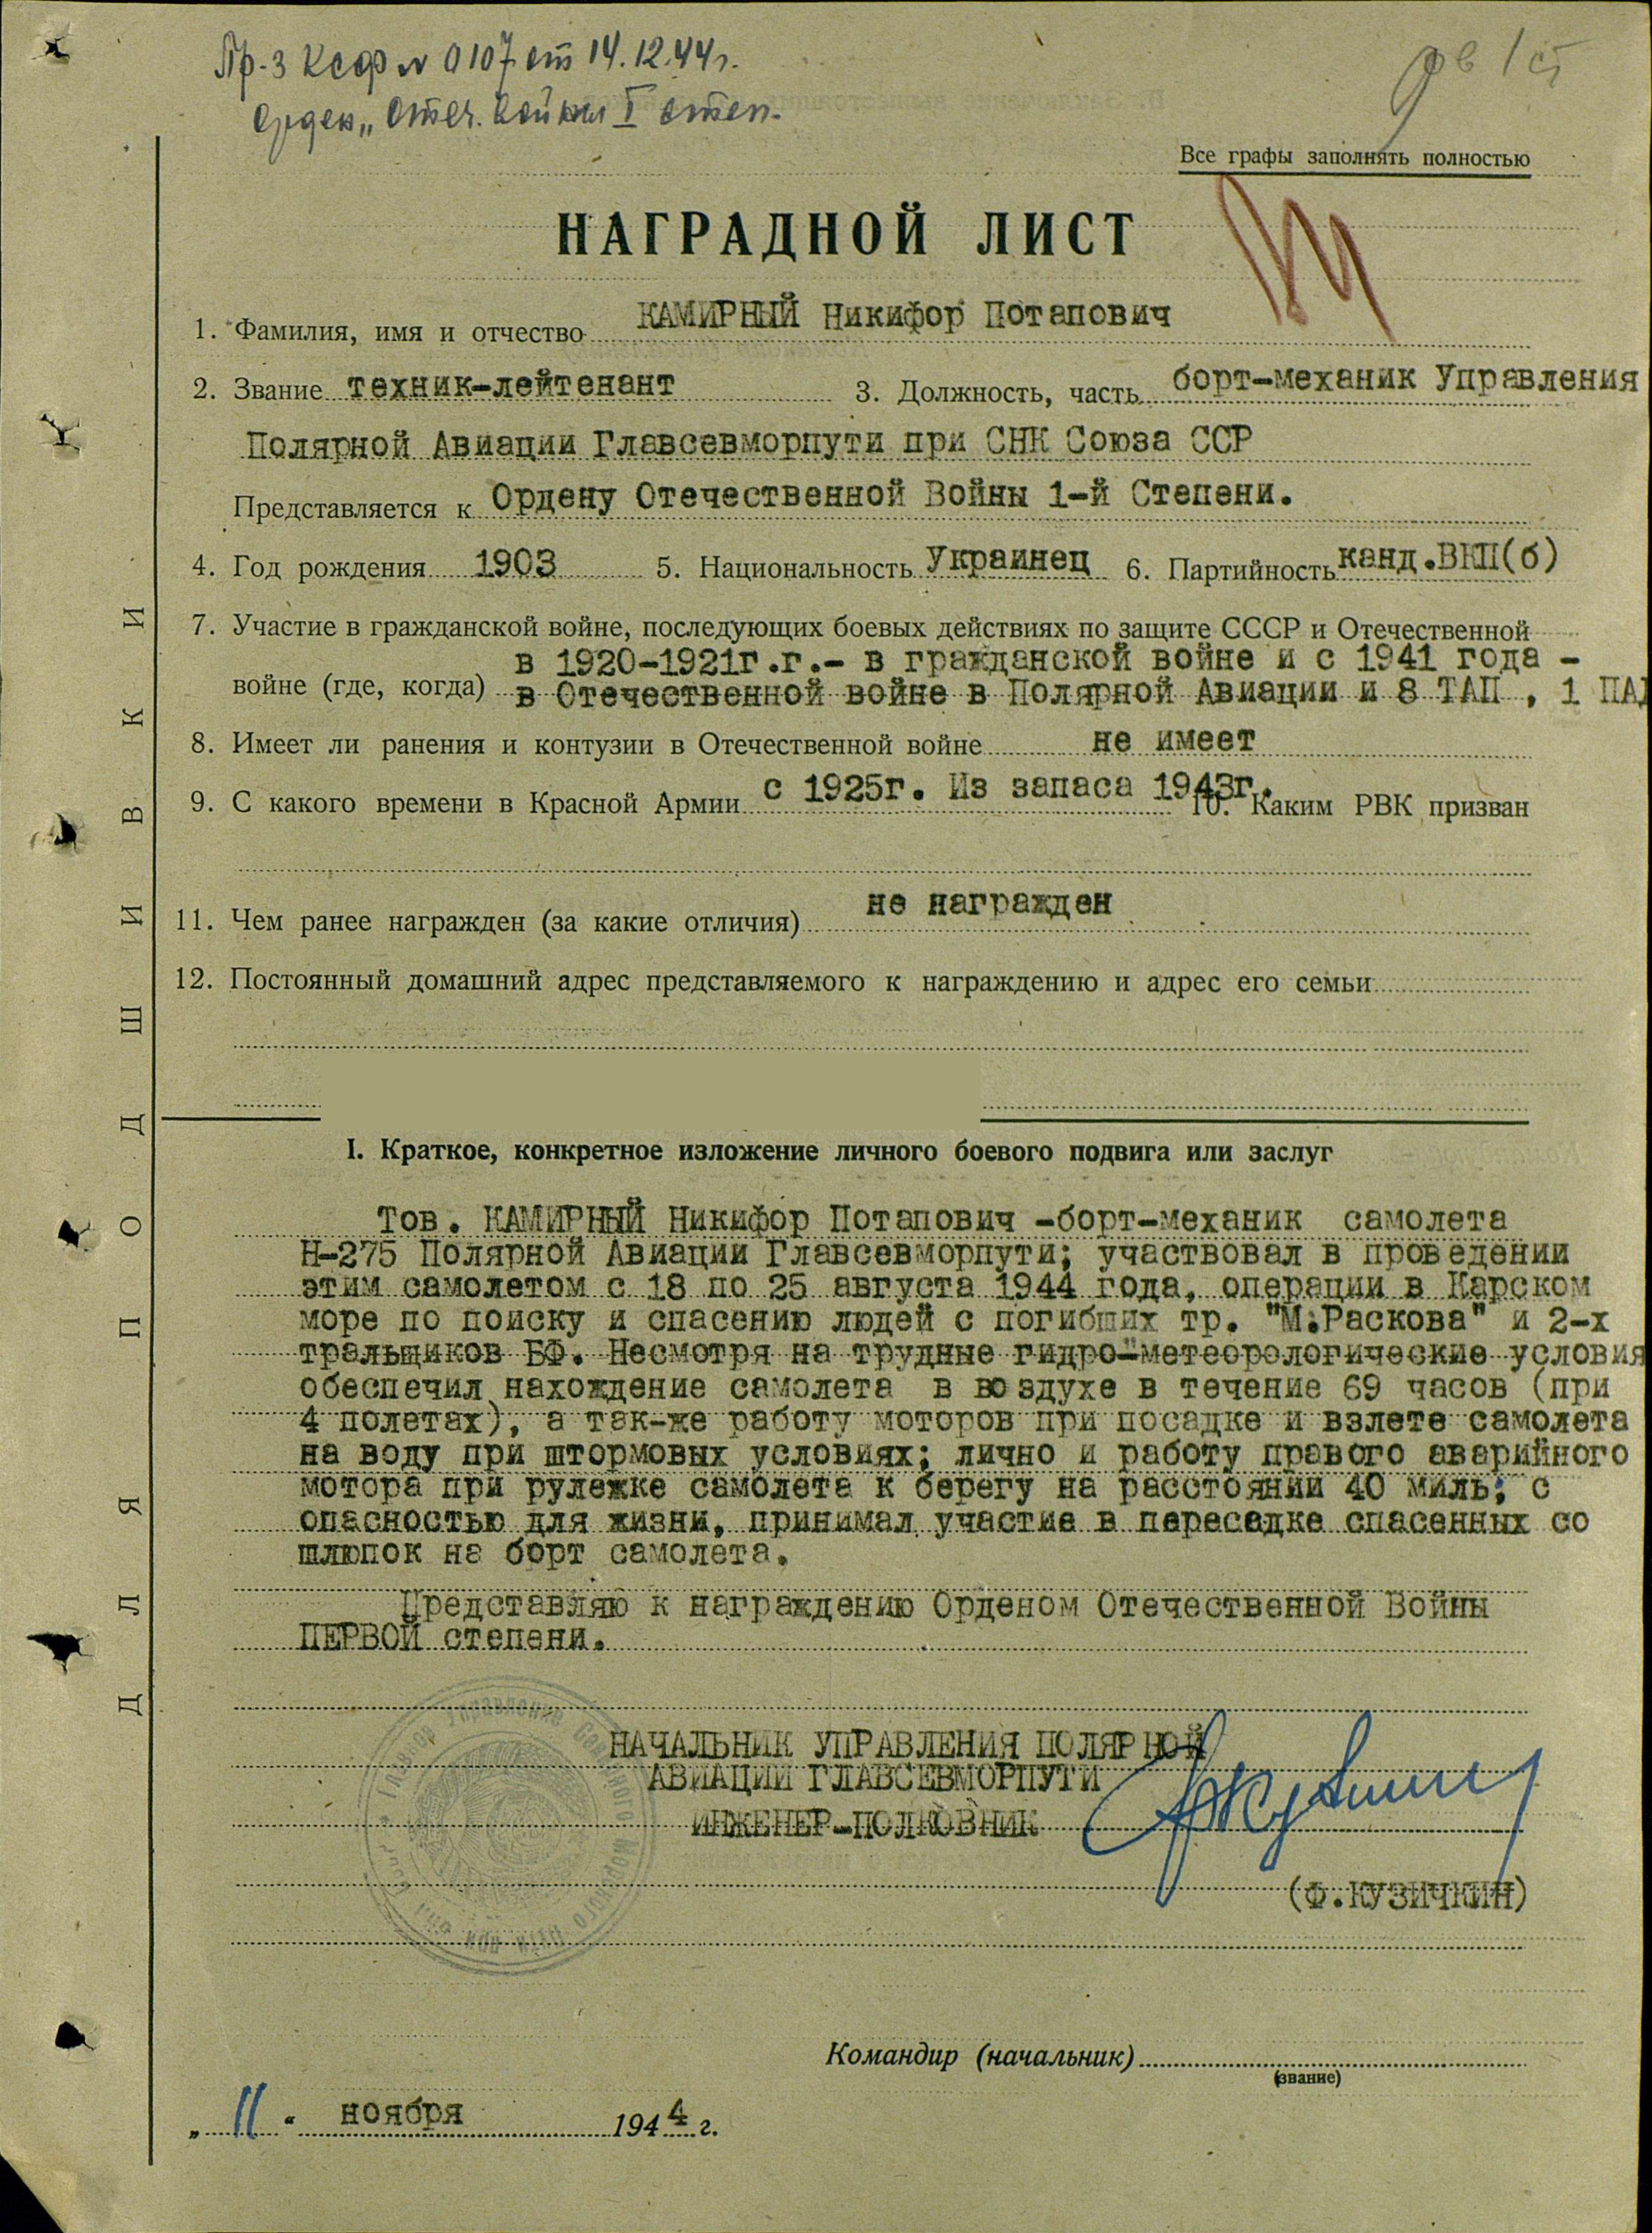 Пр-з КСФ № 0107 от 14.12.44г.
Орден „Отеч. войны I степ.
ов 1 ст
Все графы заполнять полностью
НАГРАДНОЙ ЛИСТ
1. Фамилия, имя и отчество КАМИРНЫЙ Никифор Потапович
2. Звание техник-лейтенант 3. Должность, часть борт-механик Управления
Полярной Авиации Главсевморпути при СНК Союза ССР
Представляется к Ордену Отечественной Войны 1-й Степени.
4. Год рождения 1903 5. Национальность Украинец 6. Партийность канд.ВКП(б)
7. Участие в гражданской войне, последующих боевых действиях по защите СССР и Отечественной
в 1920-1921г.г.- в гражданской войне и с 1941 года -
войне (где, когда) в Отечественной войне в Полярной Авиации и 8 ТАП , 1 ПАД
8. Имеет ли ранения и контузии в Отечественной войне не имеет
9. С какого времени в Красной Армии с 1925г. Из запаса 1943г. 10. Каким РВК призван
11. Чем ранее награжден (за какие отличия) не награжден
12. Постоянный домашний адрес представляемого к награждению и адрес его семьи
I. Краткое, конкретное изложение личного боевого подвига или заслуг
Тов. КАМИРНЫЙ Никифор Потапович -борт-механик самолета
Н-275 Полярной Авиации Главсевморпути; участвовал в проведении
этим самолетом с 18 по 25 августа 1944 года, операции в Карском
море по поиску и спасению людей с погибших тр. "М.Раскова" и 2-х
тральщиков БФ. Несмотря на трудные гидро-метеорологические условия
обеспечил нахождение самолета в воздухе в течение 69 часов (при
4 полетах), а так-же работу моторов при посадке и взлете самолета
на воду при штормовых условиях; лично и работу правого аварийного
мотора при рулежке самолета к берегу на расстоянии 40 миль; с
опасностью для жизни, принимал участие в пересадке спасенных со
шлюпок на борт самолета.
Представляю к награждению Орденом Отечественной Войны
ПЕРВОЙ степени.
НАЧАЛЬНИК УПРАВЛЕНИЯ ПОЛЯРНОЙ
АВИАЦИИ ГЛАВСЕВМОРПУТИ
ИНЖЕНЕР-ПОЛКОВНИК
(Ф.КУЗИЧКИН)
Командир (начальник)
(звание)
„ 11 " ноября 1944 г.
ДЛЯ ПОДШИВКИ